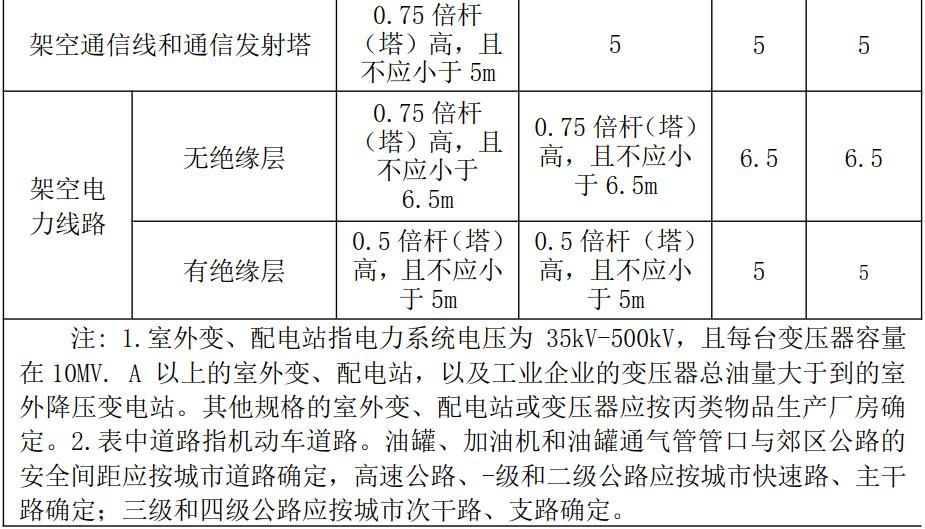 架空通信线和通信发射塔
0.75 倍杆
（塔）高，且
不应小于 5m
5
5
5
架空电
力线路
无绝缘层
0.75 倍杆
（塔）高，且
不应小于
6.5m
0.75 倍杆（塔）
高，且不应小
于 6.5m
6.5
6.5
有绝缘层
0.5 倍杆（塔）
高，且不应小
于 5m
0.5 倍杆（塔）
高，且不应小
于 5m
5
5
注：1.室外变、配电站指电力系统电压为 35kV-500kV，且每台变压器容量
在10MV. A 以上的室外变、配电站，以及工业企业的变压器总油量大于到的室
外降压变电站。其他规格的室外变、配电站或变压器应按丙类物品生产厂房确
定。2.表中道路指机动车道路。油罐、加油机和油罐通气管管口与郊区公路的
安全间距应按城市道路确定，高速公路、-级和二级公路应按城市快速路、主干
路确定；三级和四级公路应按城市次干路、支路确定。